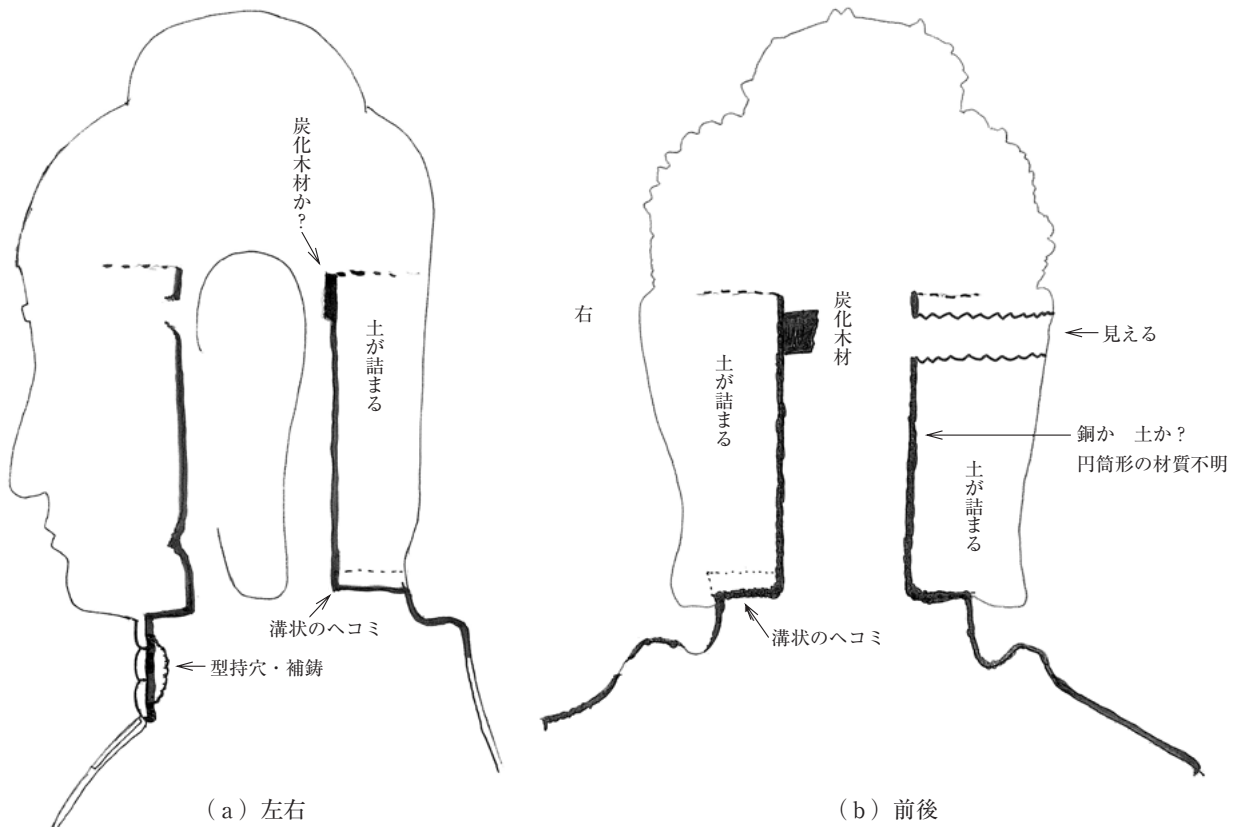 炭化木材か?
土が詰まる
溝状のヘコミ
型持穴・補鋳
(a)左右
右
土が詰まる
炭化木材
見える
銅か　土か?
円筒形の材質不明
土が詰まる
溝状のヘコミ
(b)前後